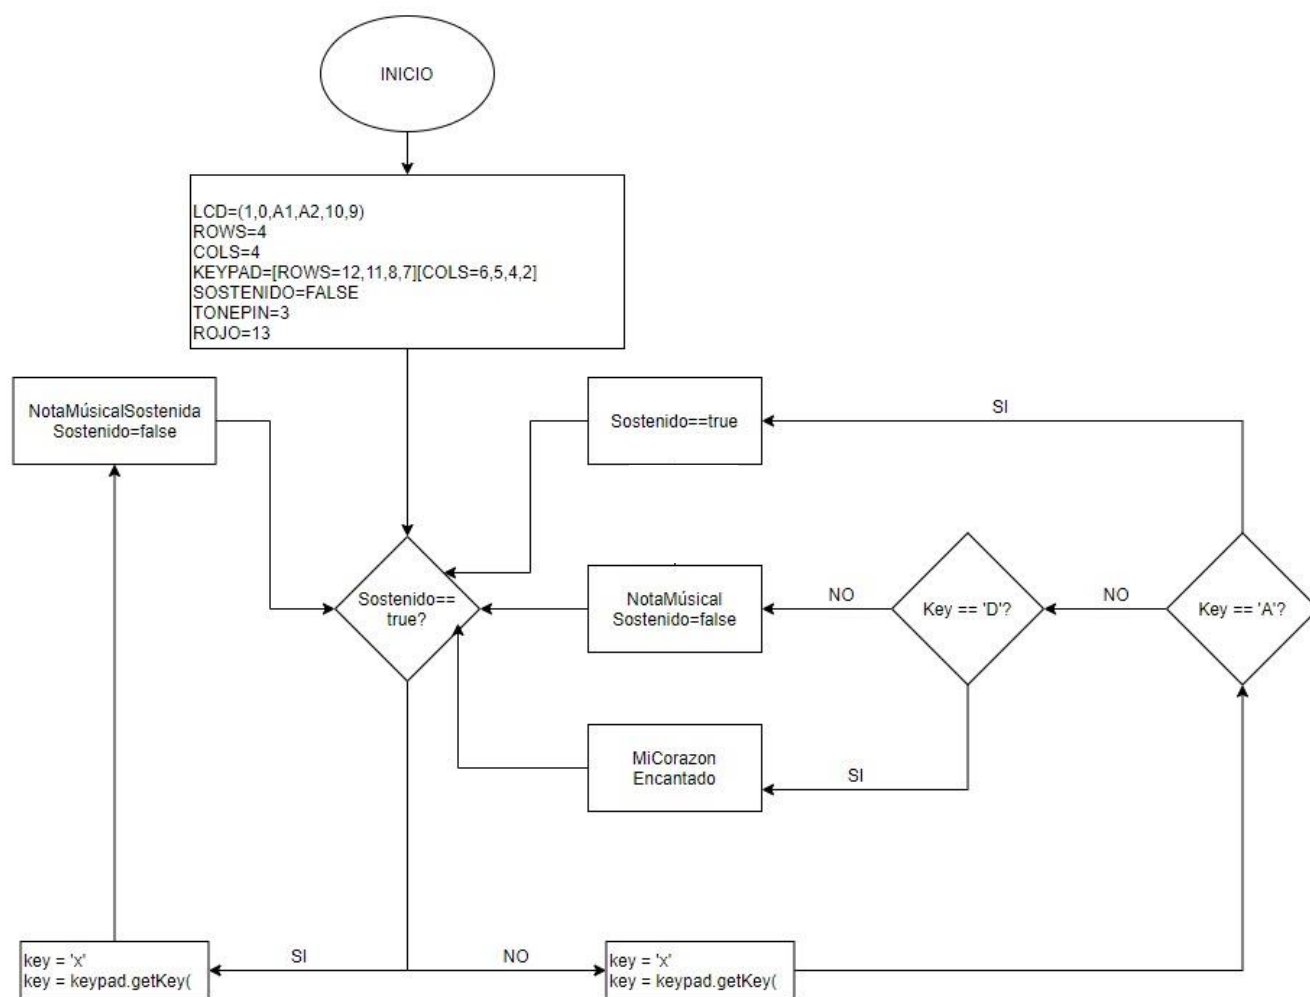 INICIO
LCD=(1,0,A1,A2,10,9)
ROWS=4
COLS=4
KEYPAD=[ROWS=12,11,8,7][COLS=6,5,4,2]
SOSTENIDO=FALSE
TONEPIN=3
ROJO=13
NotaMúsicalSostenida
Sostenido=false
Sostenido==true
SI
Sostenido==
true?
NotaMúsical
Sostenido=false
NO
Key == 'D'?
NO
Key == 'A'?
MiCorazon
Encantado
SI
key = 'x'
key = keypad.getKey(
SI
NO
key = 'x'
key = keypad.getKey(